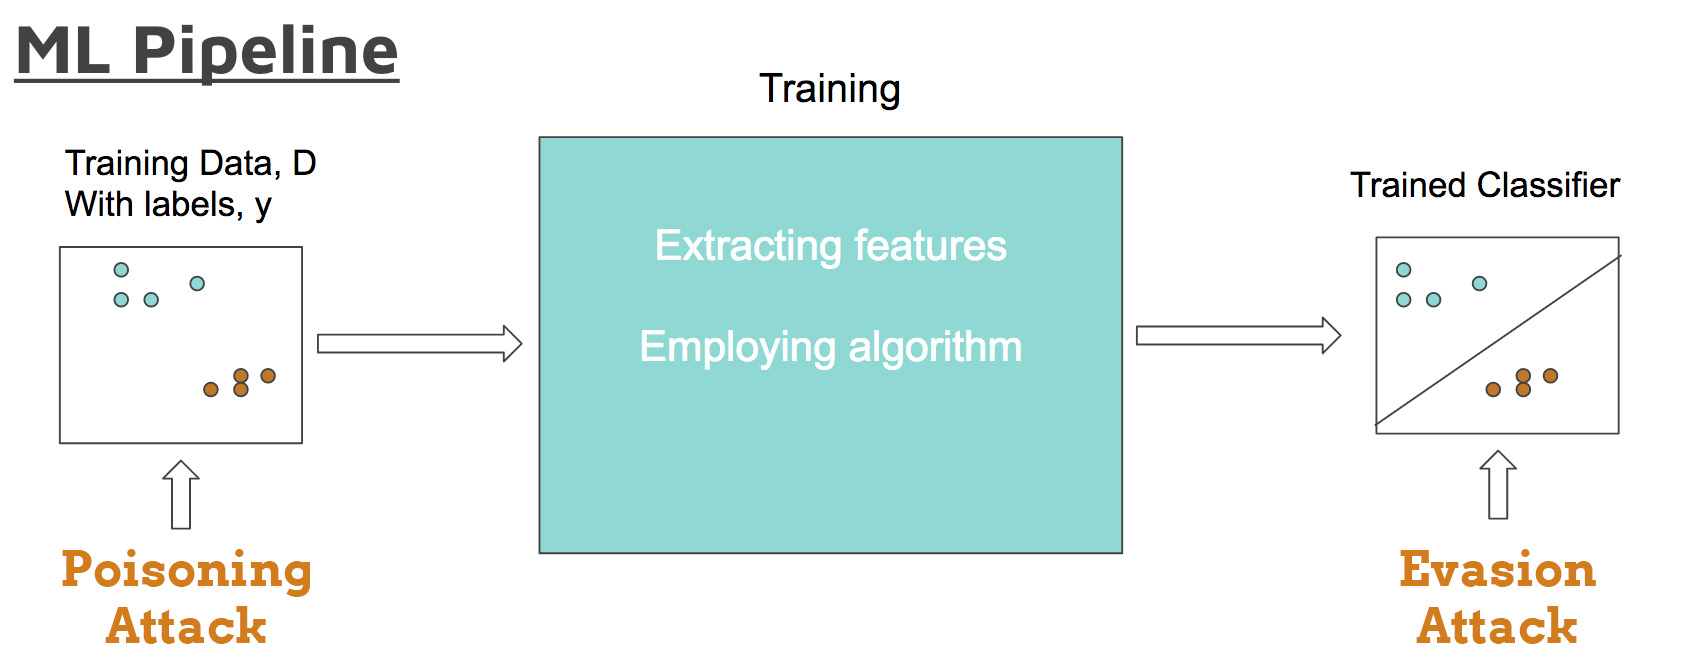 ML Pipeline
Training
Training Data, D
With labels, y
Extracting features
Employing algorithm
Trained Classifier
Poisoning
Attack
Evasion
Attack